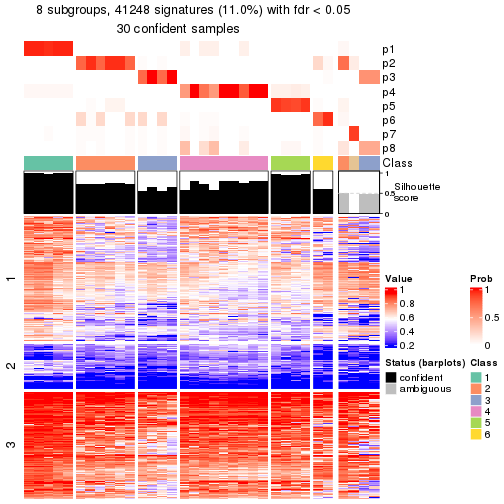 8 subgroups, 41248 signatures (11.0%) with fdr < 0.05
30 confident samples
p1
p2
p3
p4
p5
p6
p7
p8
Class
1
0.5
0
Silhouette
score
1
2
3
Value
1
0.8
0.6
0.4
0.2
Prob
1
0.5
0
Status (barplots)
confident
ambiguous
Class
1
2
3
4
5
6